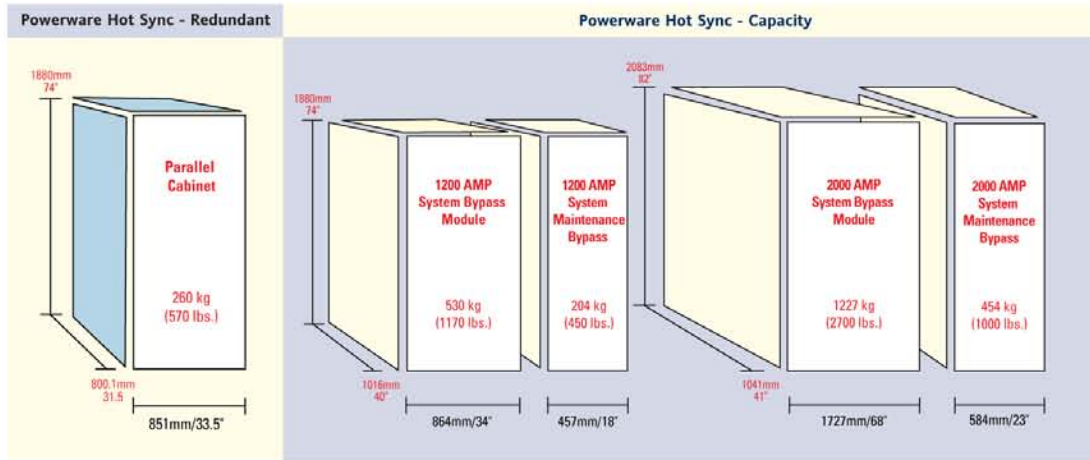 Powerware Hot Sync - Redundant
Powerware Hot Sync - Capacity
1880mm
74"
Parallel
Cabinet
260 kg
(570 lbs.)
800.1mm
31.5
851mm/33.5"
1880mm
74"
1200 AMP
System Bypass
Module
530 kg
(1170 lbs.)
1016mm
40"
864mm/34"
1200 AMP
System
Maintenance
Bypass
204 kg
(450 lbs.)
457mm/18"
2083mm
82"
2000 AMP
System Bypass
Module
1227 kg
(2700 lbs.)
1041mm
41"
1727mm/68"
2000 AMP
System
Maintenance
Bypass
454 kg
(1000 lbs.)
584mm/23"